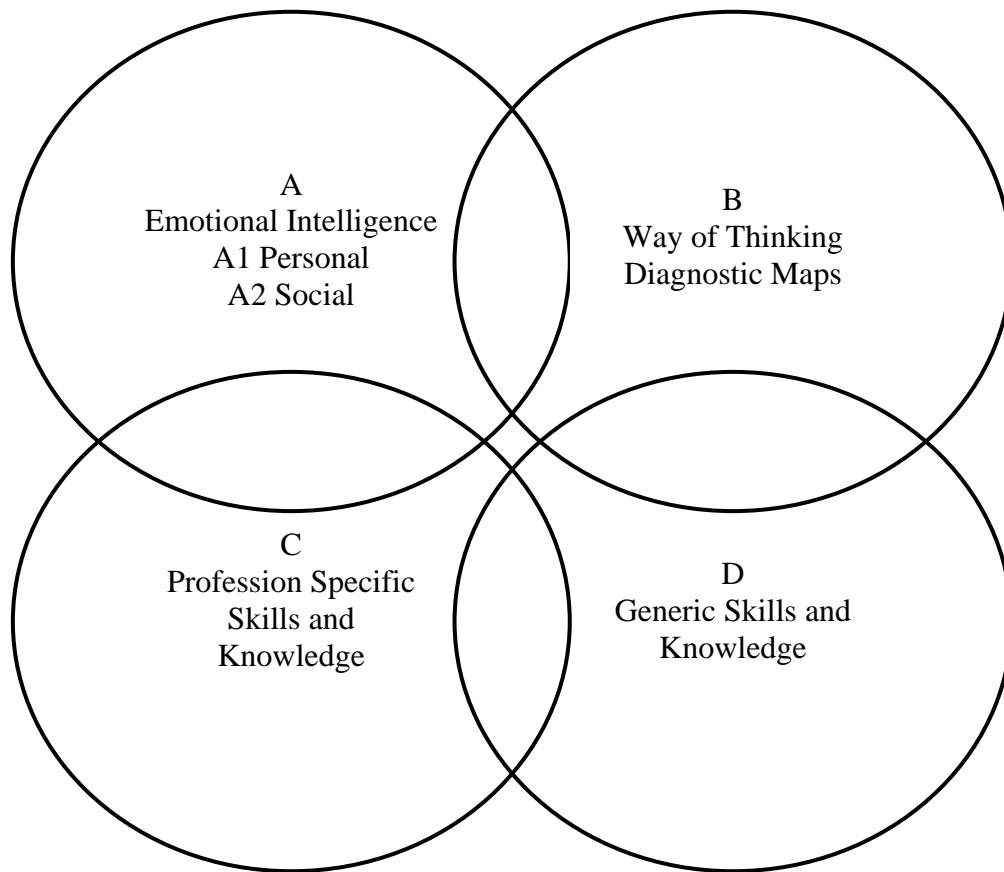 A
Emotional Intelligence
A1 Personal
A2 Social
B
Way of Thinking
Diagnostic Maps
C
Profession Specific
Skills and
Knowledge
D
Generic Skills and
Knowledge